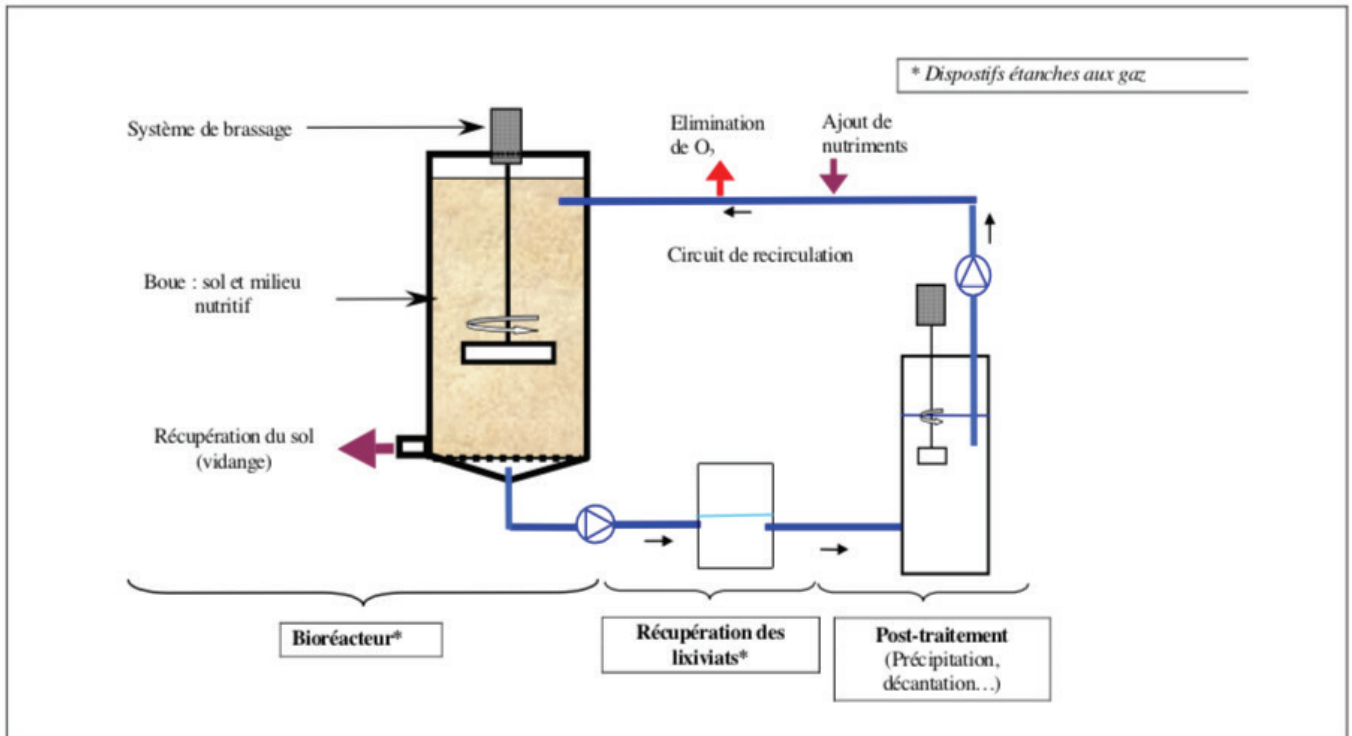 * Dispostifs étanches aux gaz
Système de brassage
Elimination
de O₂
Ajout de
nutriments
Circuit de recirculation
Boue : sol et milieu
nutritif
Récupération du sol
(vidange)
Bioréacteur*
Récupération des
lixiviats*
Post-traitement
(Précipitation,
décantation…)